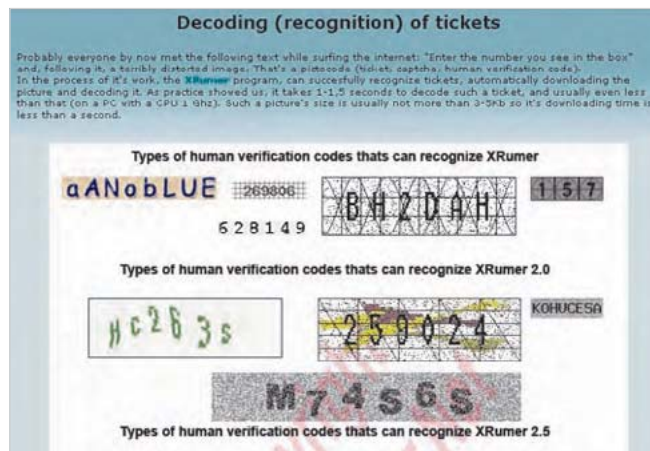 Decoding (recognition) of tickets
Probably everyone by now met the following text while surfing the internet: "Enter the number you see in the box"
and, following it, a terribly distorted image. That's a pictocode (ticket, captcha, human verification code).
In the process of it's work, the XRumer program, can succesfully recognize tickets, automatically downloading the
picture and decoding it. As practice showed us, it takes 1-1,5 seconds to decode such a ticket, and usually even less
than that (on a PC with a CPU 1 Ghz). Such a picture's size is usually not more than 3-5Kb so it's downloading time is
less than a second.
Types of human verification codes thats can recognize XRumer
aANobLUE 269806 BH2DAH 157
628149
Types of human verification codes thats can recognize XRumer 2.0
Hc263s 259024 KOHUCESA
M74s6S
Types of human verification codes thats can recognize XRumer 2.5